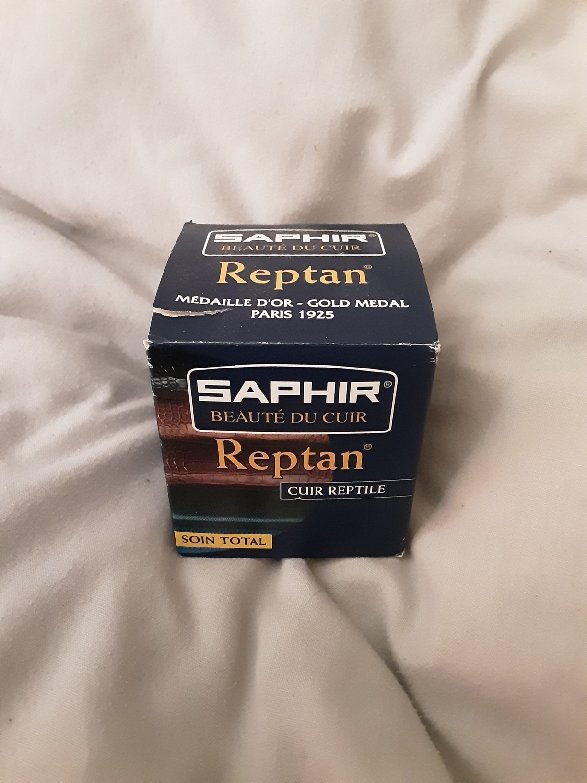 SAPHIR®
BEAUTÉ DU CUIR
Reptan®
MÉDAILLE D'OR - GOLD MEDAL
PARIS 1925
SAPHIR®
BEAUTÉ DU CUIR
Reptan®
CUIR REPTILE
SOIN TOTAL